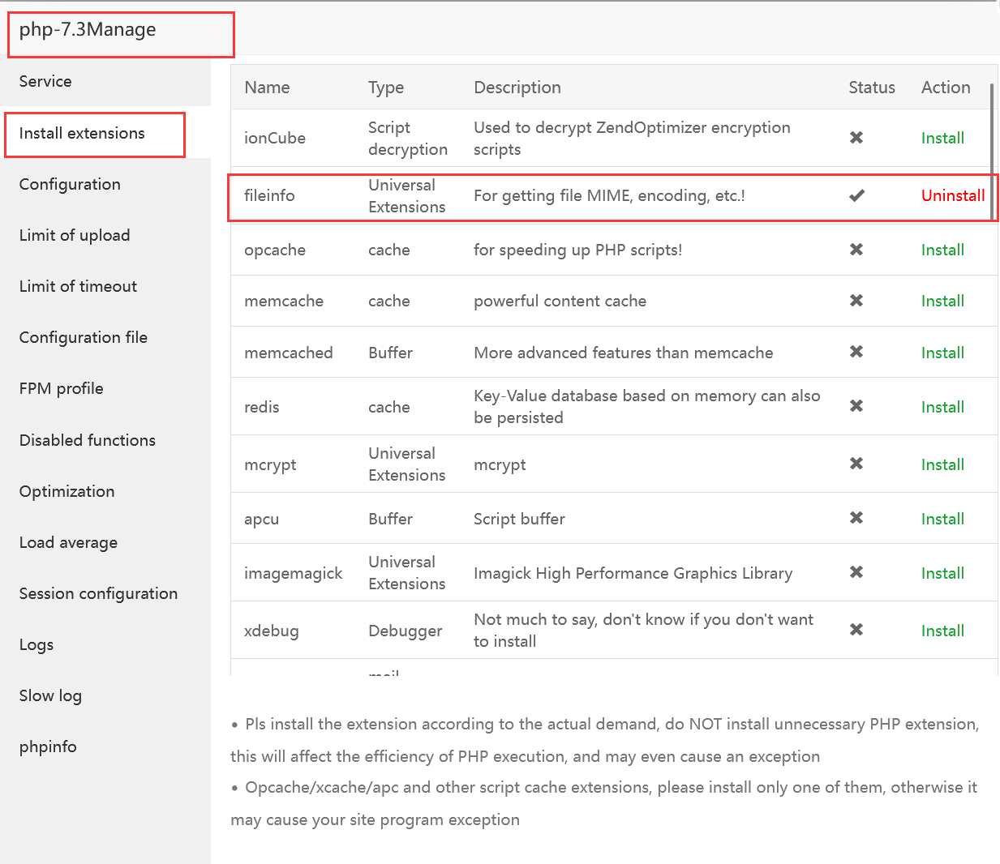 php-7.3Manage
Service
Install extensions
Configuration
Limit of upload
Limit of timeout
Configuration file
FPM profile
Disabled functions
Optimization
Load average
Session configuration
Logs
Slow log
phpinfo
Name Type Description Status Action
ionCube Script decryption Used to decrypt ZendOptimizer encryption scripts ✖ Install
fileinfo Universal Extensions For getting file MIME, encoding, etc.! ✔ Uninstall
opcache cache for speeding up PHP scripts! ✖ Install
memcache cache powerful content cache ✖ Install
memcached Buffer More advanced features than memcache ✖ Install
redis cache Key-Value database based on memory can also be persisted ✖ Install
mcrypt Universal Extensions mcrypt ✖ Install
apcu Buffer Script buffer ✖ Install
imagemagick Universal Extensions Imagick High Performance Graphics Library ✖ Install
xdebug Debugger Not much to say, don't know if you don't want to install ✖ Install
• Pls install the extension according to the actual demand, do NOT install unnecessary PHP extension,
this will affect the efficiency of PHP execution, and may even cause an exception
• Opcache/xcache/apc and other script cache extensions, please install only one of them, otherwise it
may cause your site program exception